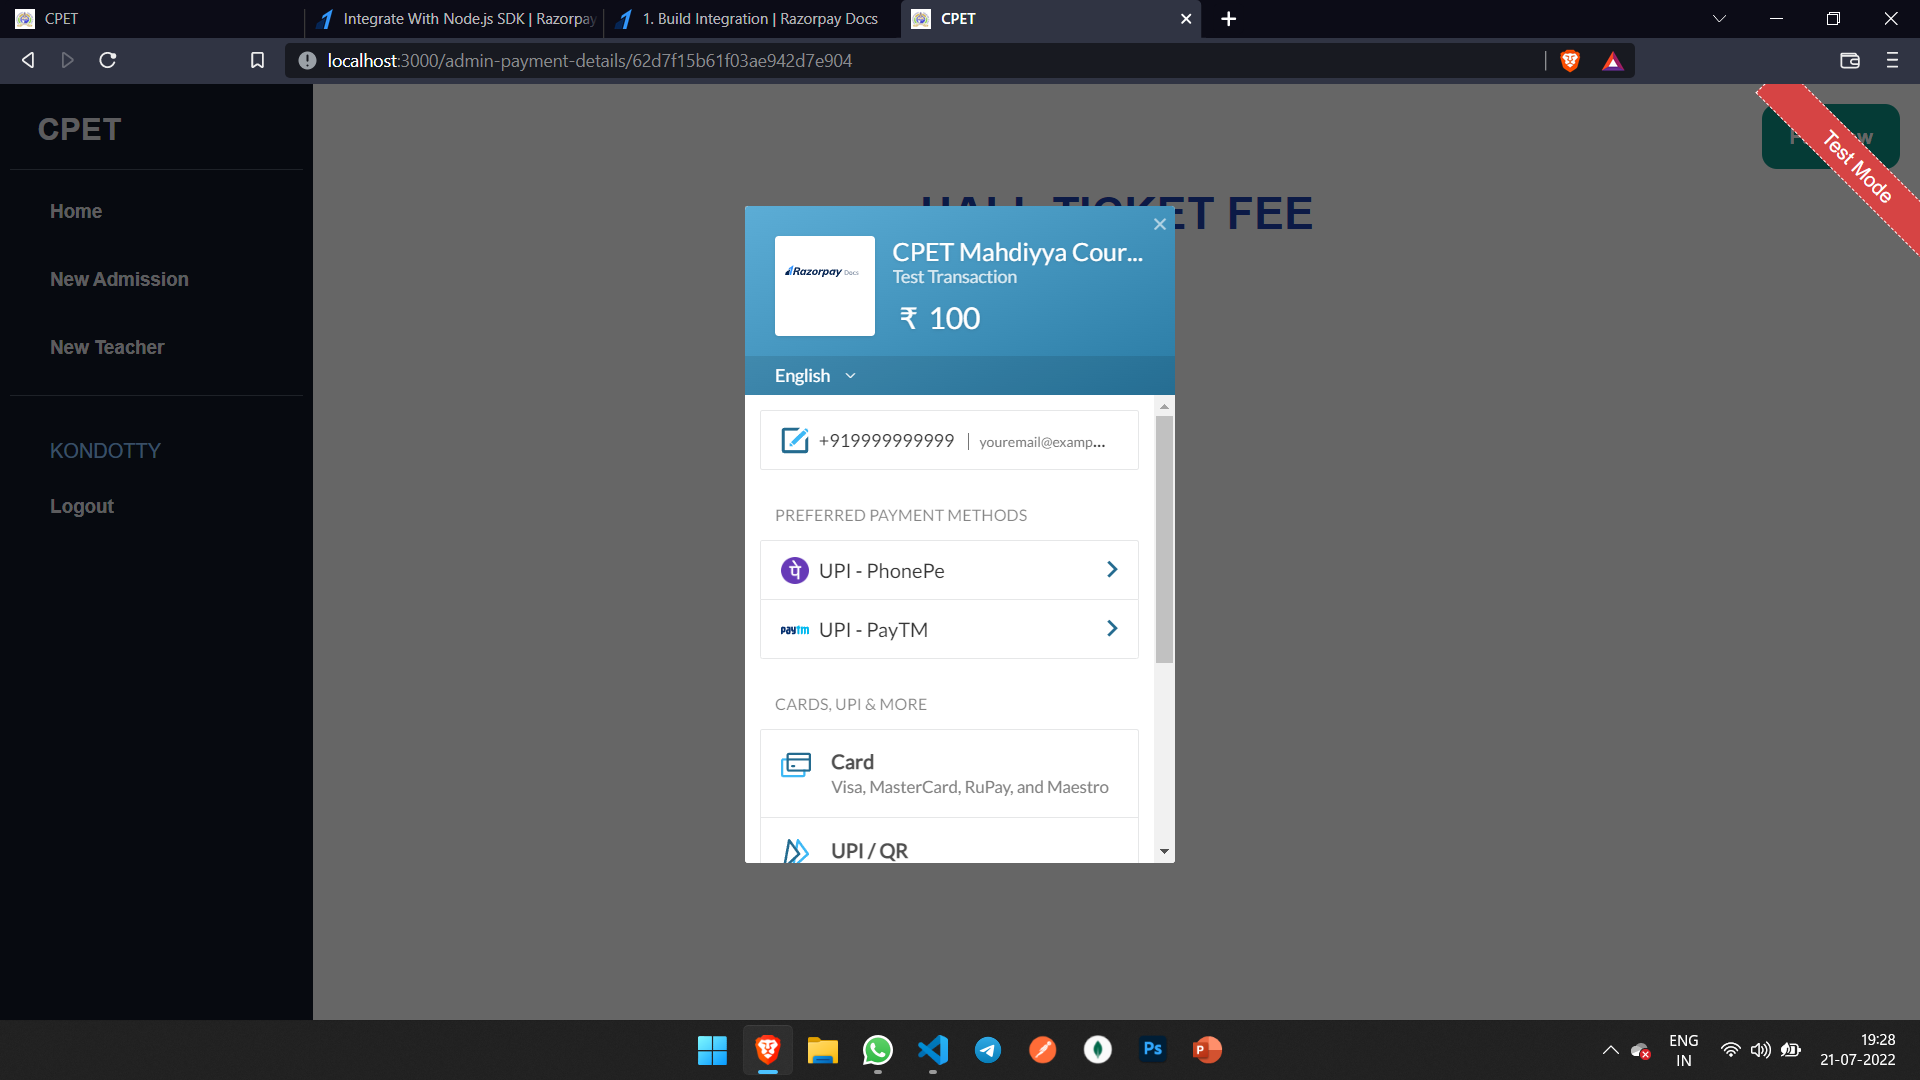 CPET
Integrate With Node.js SDK | Razorpay
1. Build Integration | Razorpay Docs
CPET
localhost:3000/admin-payment-details/62d7f15b61f03ae942d7e904
CPET
Home
New Admission
New Teacher
KONDOTTY
Logout
Test Mode
HALL TICKET FEE
Razorpay Docs
CPET Mahdiyya Cour...
Test Transaction
₹ 100
English
+919999999999 | youremail@examp...
PREFERRED PAYMENT METHODS
पे UPI - PhonePe
paytm UPI - PayTM
CARDS, UPI & MORE
Card
Visa, MasterCard, RuPay, and Maestro
UPI / QR
Ps
P
ENG
IN
19:28
21-07-2022